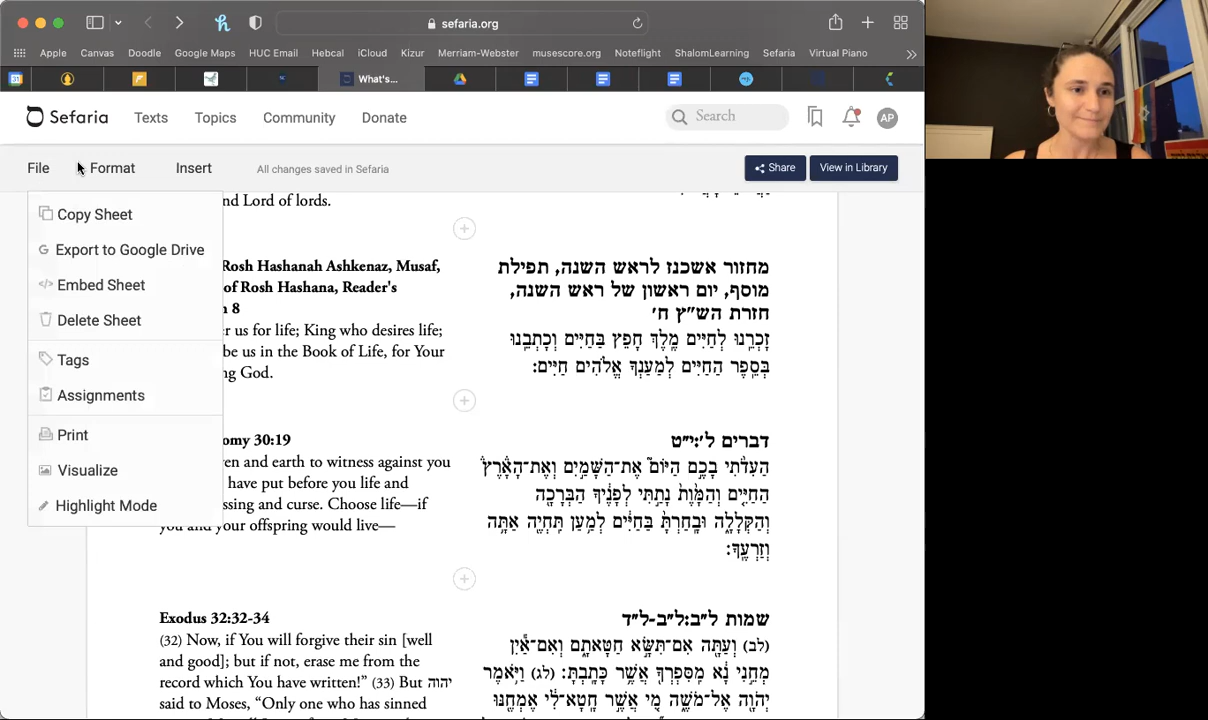 sefaria.org
Apple Canvas Doodle Google Maps HUC Email Hebcal iCloud Kizur Merriam-Webster musescore.org Noteflight ShalomLearning Sefaria Virtual Piano
What's...
Sefaria Texts Topics Community Donate Search AP
File Format Insert All changes saved in Sefaria Share View in Library
Copy Sheet
Export to Google Drive
Embed Sheet
Delete Sheet
Tags
Assignments
Print
Visualize
Highlight Mode
nd Lord of lords.
Rosh Hashanah Ashkenaz, Musaf,
of Rosh Hashana, Reader's
n 8
r us for life; King who desires life;
be us in the Book of Life, for Your
ng God.
מחזור אשכנז לראש השנה, תפילת
מוסף, יום ראשון של ראש השנה,
חזרת הש״ץ ח׳
זָכְרֵֽנוּ לְחַיִּים מֶֽלֶךְ חָפֵץ בַּחַיִּים וְכָתְבֵֽנוּ
בְּסֵֽפֶר הַחַיִּים לְמַעַנְךָ אֱלֹהִים חַיִּים:
omy 30:19
ven and earth to witness against you
have put before you life and
ssing and curse. Choose life—if
you and your offspring would live—
דברים ל׳:י״ט
הַעִדֹ֨תִי בָכֶ֣ם הַיּוֹם֮ אֶת־הַשָּׁמַ֣יִם וְאֶת־הָאָ֒רֶץ֒
הַחַיִּ֤ים וְהַמָּ֙וֶת֙ נָתַ֣תִּי לְפָנֶ֔יךָ הַבְּרָכָ֖ה
וְהַקְּלָלָ֑ה וּבָֽחַרְתָּ֙ בַּחַיִּ֔ים לְמַ֥עַן תִּֽחְיֶ֖ה אַתָּ֥ה
וְזַרְעֶֽךָ׃
Exodus 32:32-34
(32) Now, if You will forgive their sin [well
and good]; but if not, erase me from the
record which You have written!” (33) But יהוה
said to Moses, “Only one who has sinned
שמות ל״ב:ל״ב-ל״ד
(לב) וְעַתָּ֖ה אִם־תִּשָּׂ֣א חַטָּאתָ֑ם וְאִם־אַ֕יִן
מְחֵ֣נִי נָ֔א מִֽסִּפְרְךָ֖ אֲשֶׁ֥ר כָּתָֽבְתָּ׃ (לג) וַיֹּ֥אמֶר
יְהֹוָ֖ה אֶל־מֹשֶׁ֑ה מִ֚י אֲשֶׁ֣ר חָֽטָא־לִ֔י אֶמְחֶ֖נּוּ